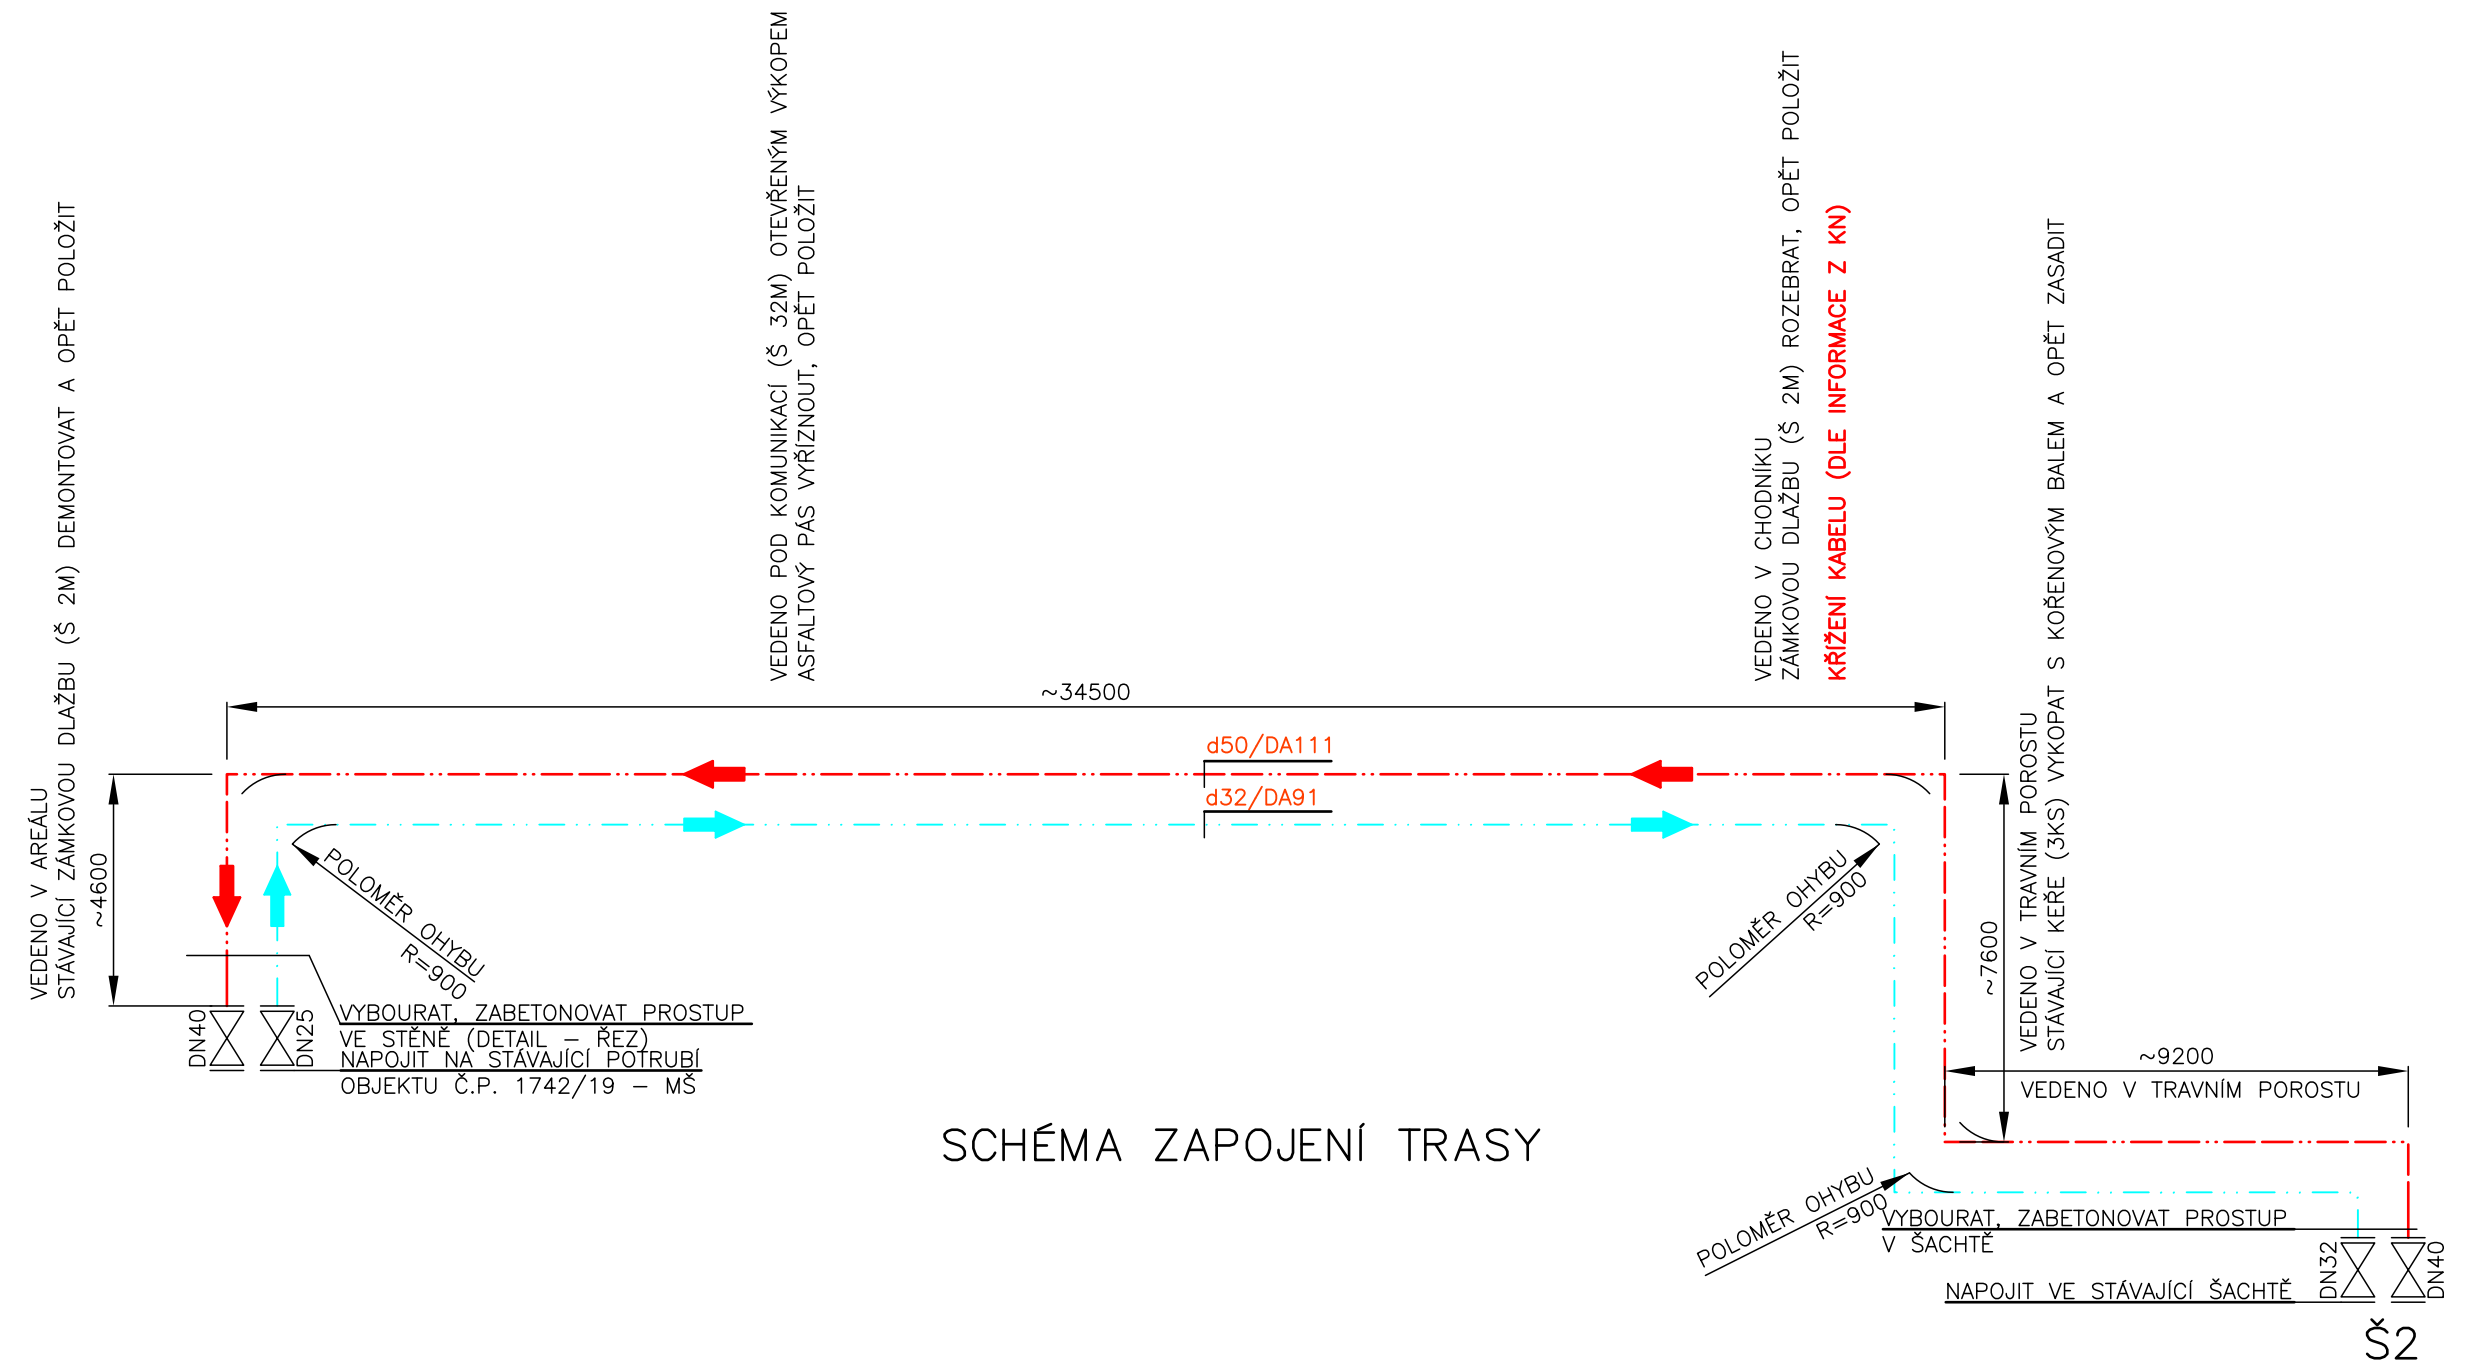 VEDENO V AREÁLU
STÁVAJÍCÍ ZÁMKOVOU DLAŽBU (Š 2M) DEMONTOVAT A OPĚT POLOŽIT
VEDENO POD KOMUNIKACÍ (Š 32M) OTEVŘENÝM VÝKOPEM
ASFALTOVÝ PÁS VYŘÍZNOUT, OPĚT POLOŽIT
VEDENO V CHODNÍKU
ZÁMKOVOU DLAŽBU (Š 2M) ROZEBRAT, OPĚT POLOŽIT
KŘÍŽENÍ KABELU (DLE INFORMACE Z KN)
VEDENO V TRAVNÍM POROSTU
STÁVAJÍCÍ KEŘE (3KS) VYKOPAT S KOŘENOVÝM BALEM A OPĚT ZASADIT
~34500
d50/DA111
d32/DA91
~4600
POLOMĚR OHYBU
R=900
POLOMĚR OHYBU
R=900
~7600
DN40
DN25
VYBOURAT, ZABETONOVAT PROSTUP
VE STĚNĚ (DETAIL – ŘEZ)
NAPOJIT NA STÁVAJÍCÍ POTRUBÍ
OBJEKTU Č.P. 1742/19 – MŠ
~9200
VEDENO V TRAVNÍM POROSTU
SCHÉMA ZAPOJENÍ TRASY
POLOMĚR OHYBU
R=900
VYBOURAT, ZABETONOVAT PROSTUP
V ŠACHTĚ
NAPOJIT VE STÁVAJÍCÍ ŠACHTĚ
DN32
DN40
Š2